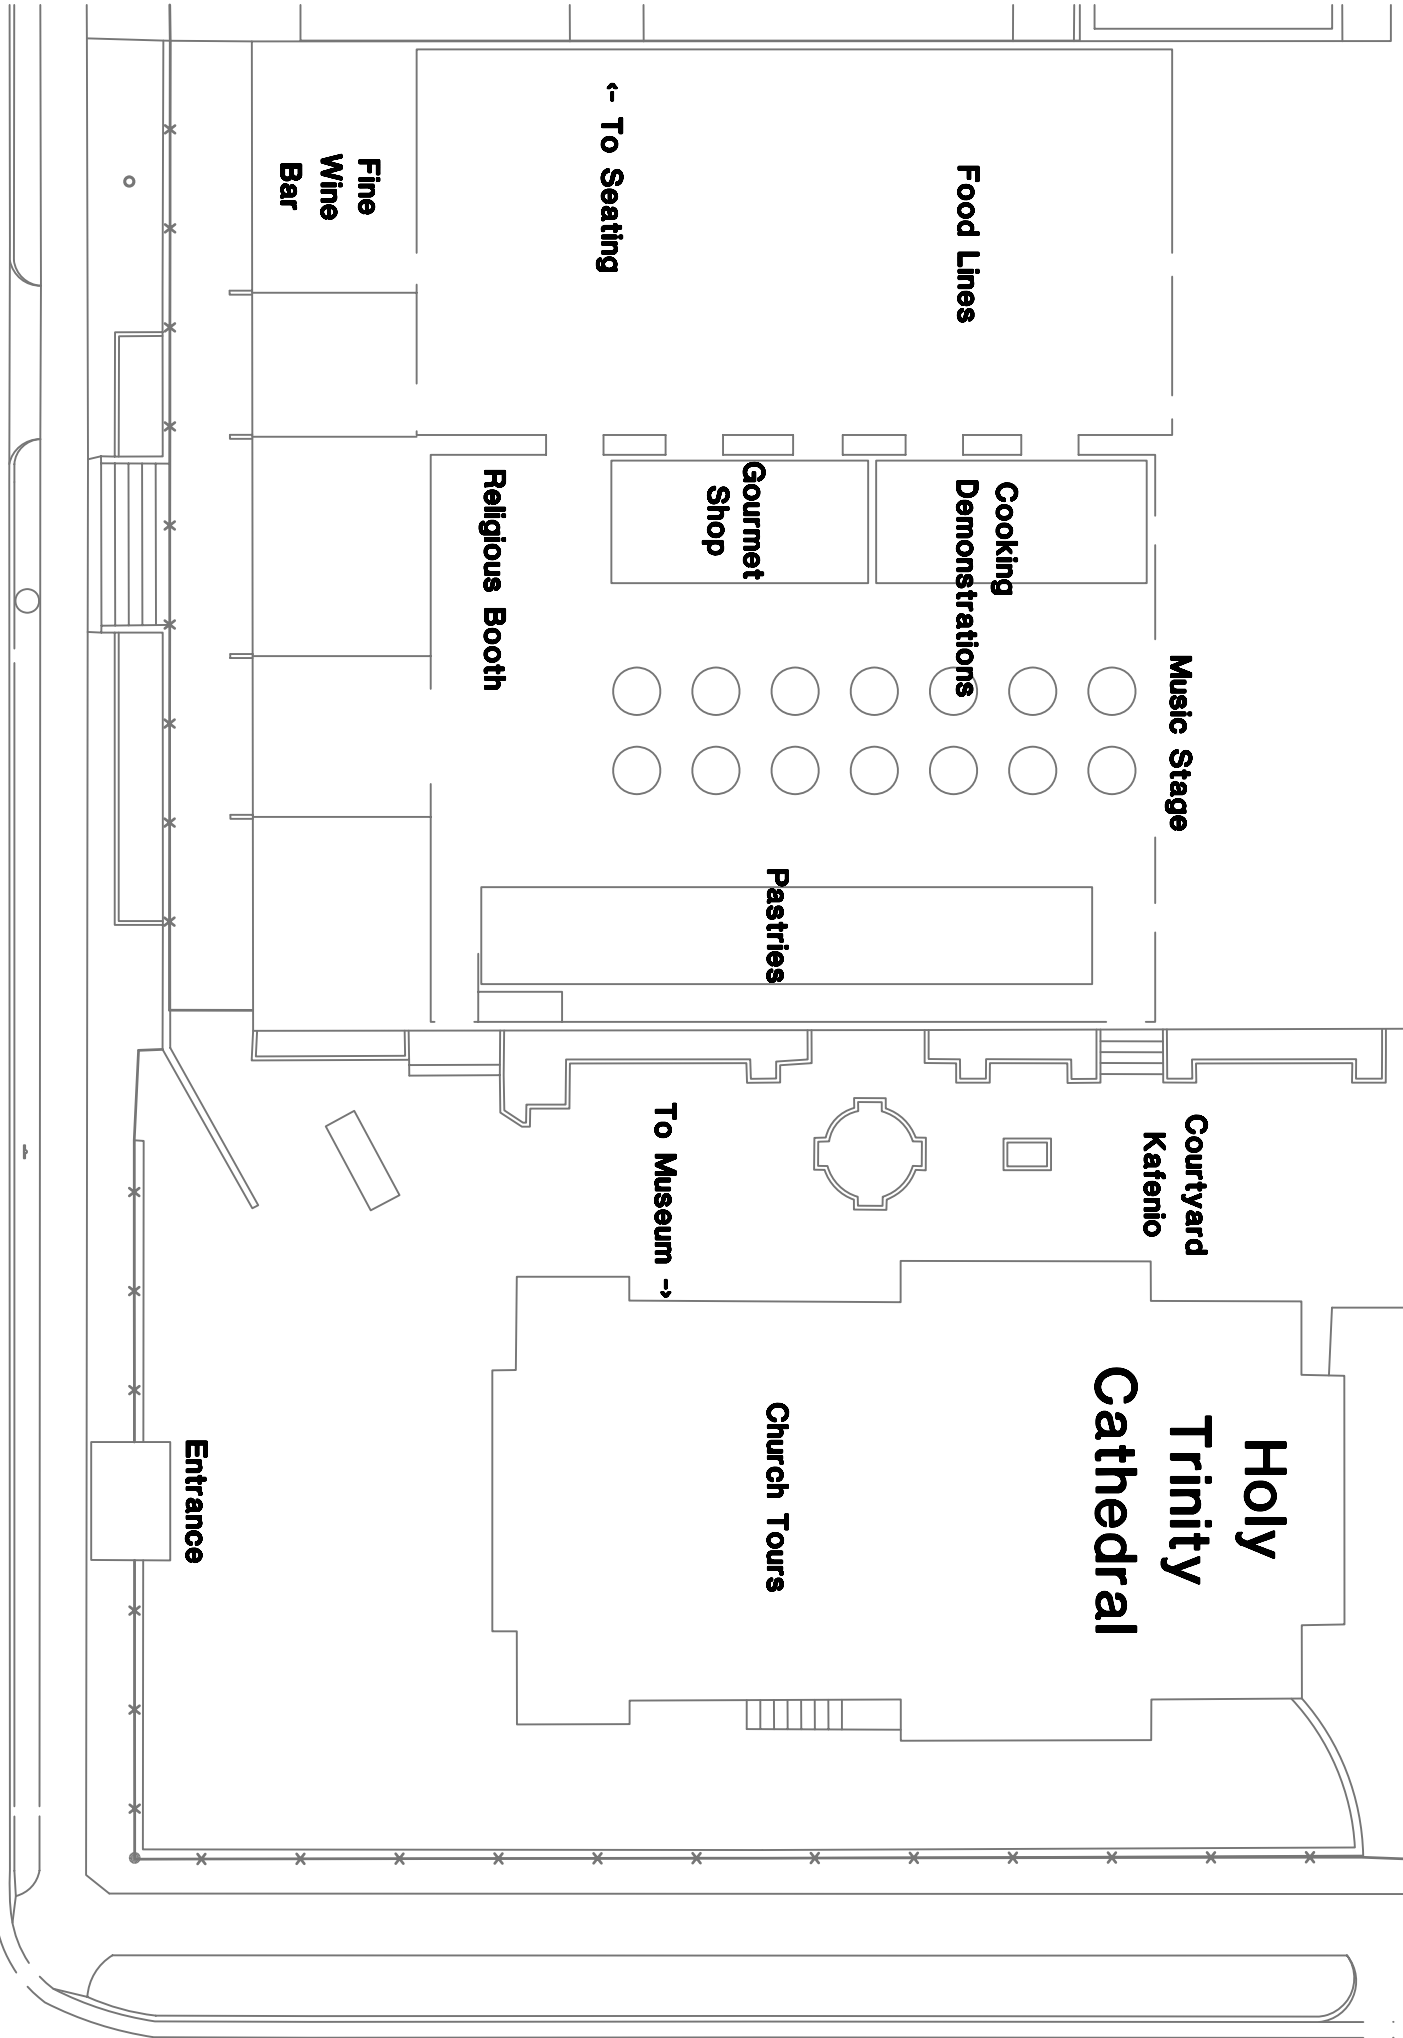 Holy
Trinity
Cathedral
Courtyard
Kafenio
Music Stage
Cooking
Demonstrations
Food Lines
Pastries
Church Tours
Gourmet
Shop
To Museum ->
<- To Seating
Religious Booth
Fine
Wine
Bar
Entrance